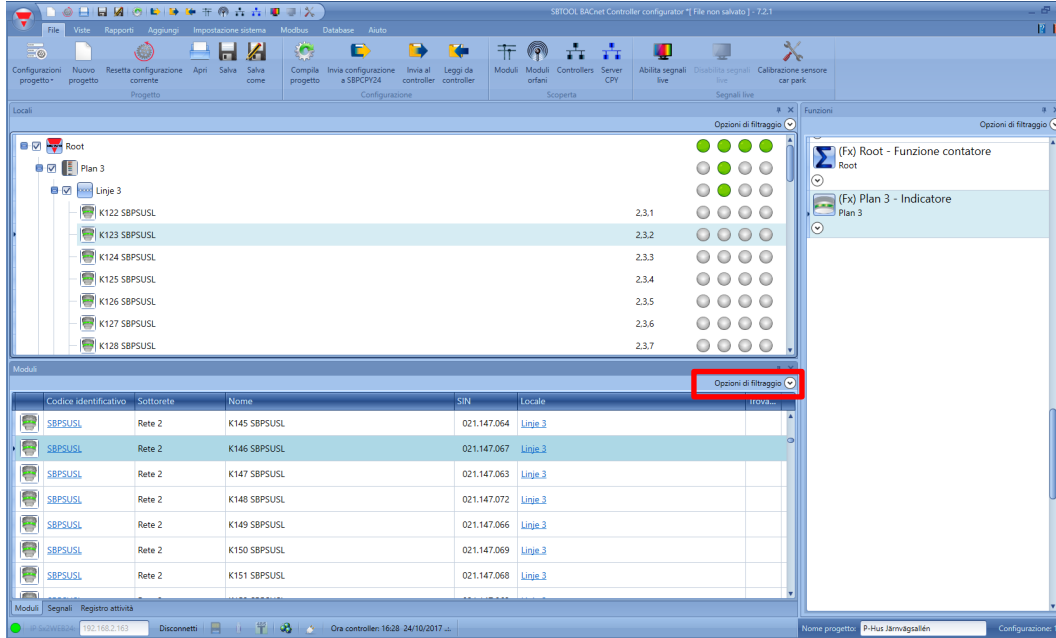 SBTOOL BACnet Controller configurator *[ File non salvato ] - 7.2.1
File Viste Rapporti Aggiungi Impostazione sistema Modbus Database Aiuto
Configurazioni progetto Nuovo progetto Resetta configurazione corrente Apri Salva Salva come Compila progetto Invia configurazione a SBPCPY24 Invia al controller Leggi da controller Moduli Moduli orfani Controllers Server CPY Abilita segnali live Disabilita segnali live Calibrazione sensore car park
Progetto Configurazione Scoperta Segnali live
Locali
Opzioni di filtraggio
Root
Plan 3
Linje 3
K122 SBPSUSL 2,3,1
K123 SBPSUSL 2,3,2
K124 SBPSUSL 2,3,3
K125 SBPSUSL 2,3,4
K126 SBPSUSL 2,3,5
K127 SBPSUSL 2,3,6
K128 SBPSUSL 2,3,7
Moduli
Opzioni di filtraggio
Codice identificativo Sottorete Nome SIN Locale Trova...
SBPSUSL Rete 2 K145 SBPSUSL 021.147.064 Linje 3
SBPSUSL Rete 2 K146 SBPSUSL 021.147.067 Linje 3
SBPSUSL Rete 2 K147 SBPSUSL 021.147.063 Linje 3
SBPSUSL Rete 2 K148 SBPSUSL 021.147.072 Linje 3
SBPSUSL Rete 2 K149 SBPSUSL 021.147.066 Linje 3
SBPSUSL Rete 2 K150 SBPSUSL 021.147.069 Linje 3
SBPSUSL Rete 2 K151 SBPSUSL 021.147.068 Linje 3
Moduli Segnali Registro attività
192.168.2.163 Disconnetti Ora controller: 16:28 24/10/2017 ...
Funzioni
Opzioni di filtraggio
(Fx) Root - Funzione contatore
Root
(Fx) Plan 3 - Indicatore
Plan 3
Nome progetto: P-Hus Järnvägsallén Configurazione: